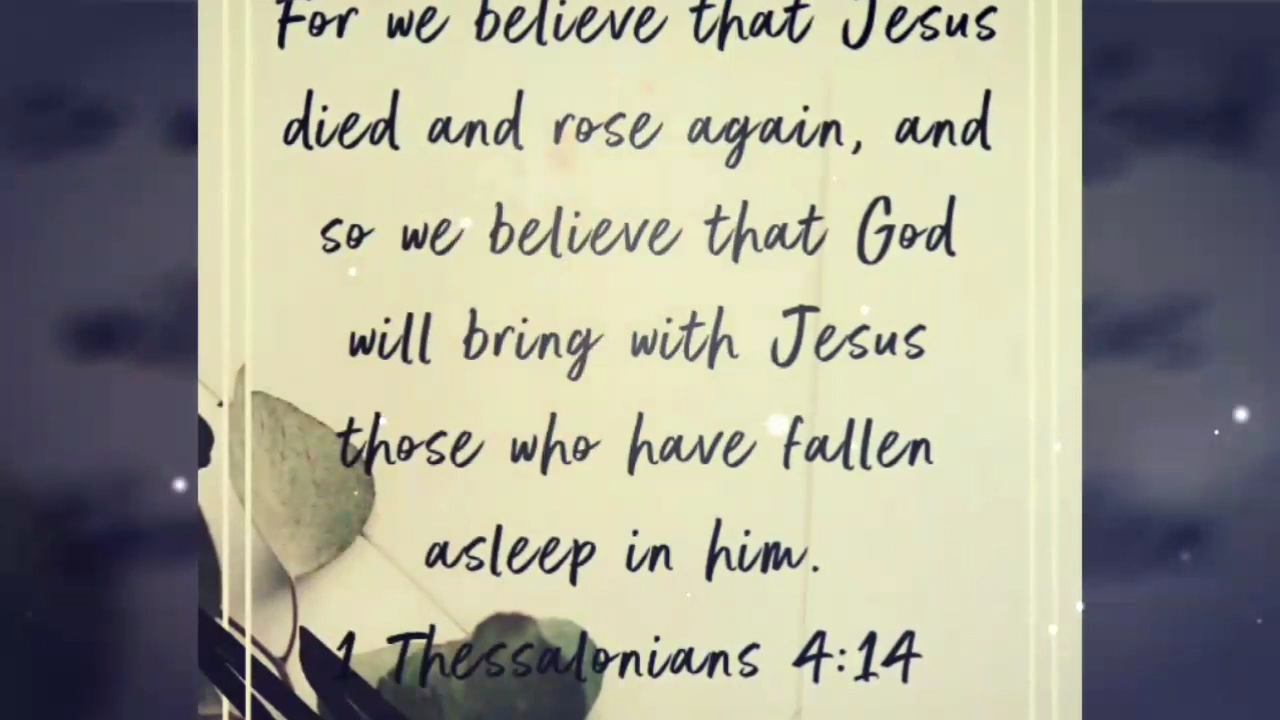 For we believe that Jesus
died and rose again, and
so we believe that God
will bring with Jesus
those who have fallen
asleep in him.
1 Thessalonians 4:14